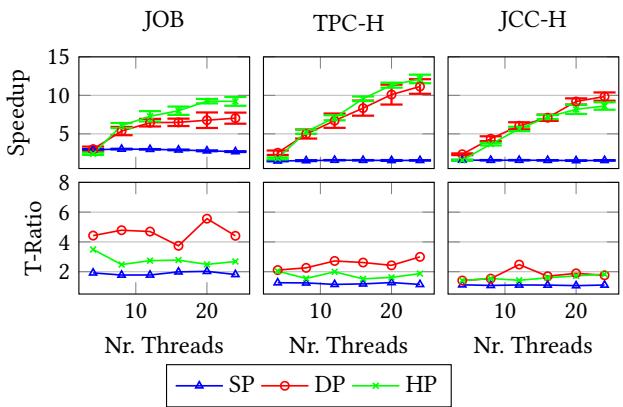 JOB TPC-H JCC-H
Speedup
15
10
5
T-Ratio
8
6
4
2
10 20 10 20 10 20
Nr. Threads Nr. Threads Nr. Threads
SP DP HP